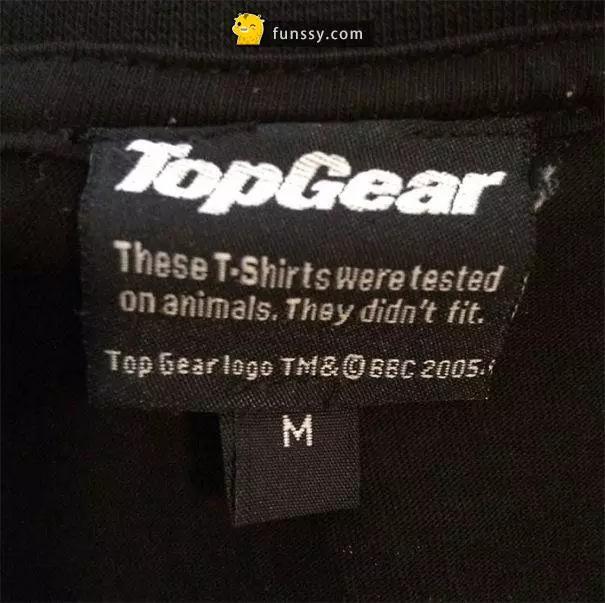 funssy.com
TopGear
These T-Shirts were tested
on animals. They didn't fit.
Top Gear logo TM & © BBC 2005
M